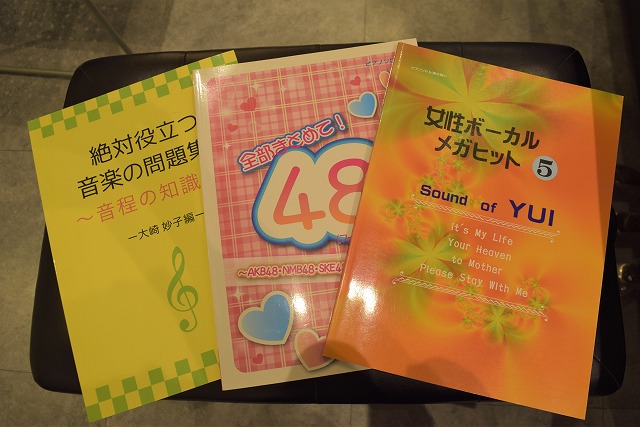 絶対役立つ
音楽の問題集
～音程の知識
―大崎 妙子編―
全部まとめて！
48
～AKB48・NMB48・SKE4
女性ボーカル
メガヒット 5
Sound of YUI
It's My Life
Your Heaven
to Mother
Please Stay With Me